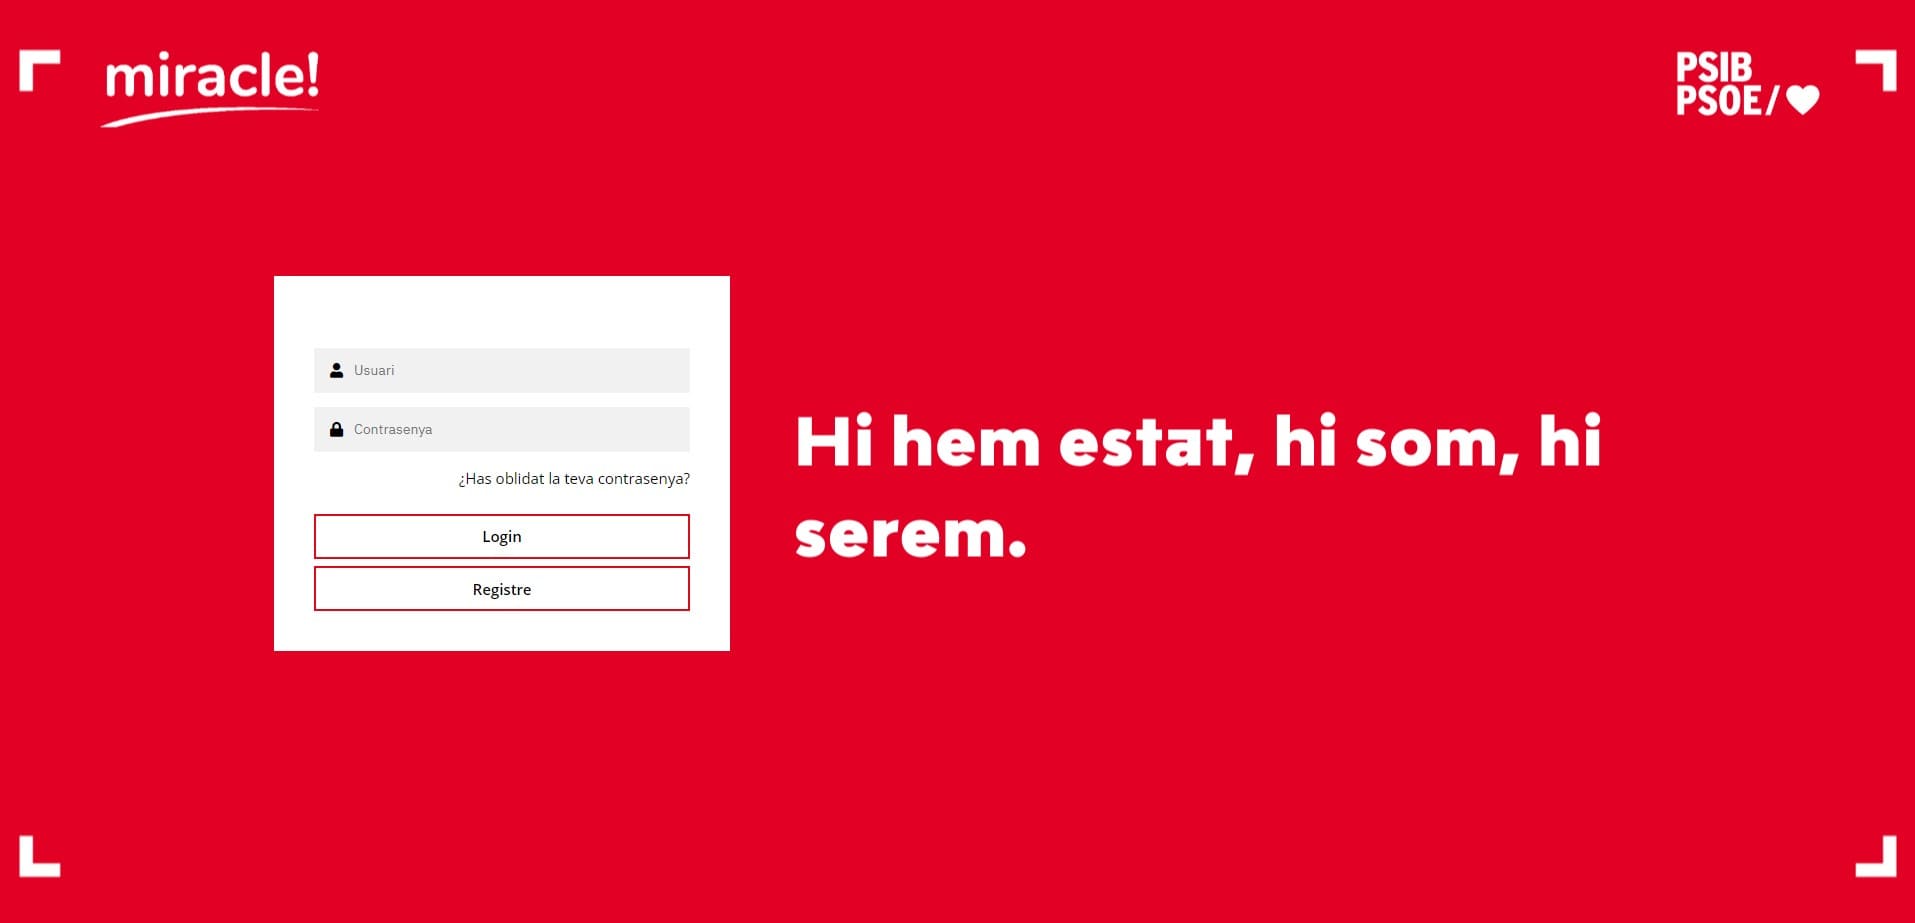 miracle!
PSIB
PSOE/
Usuari
Contrasenya
¿Has oblidat la teva contrasenya?
Login
Registre
Hi hem estat, hi som, hi
serem.